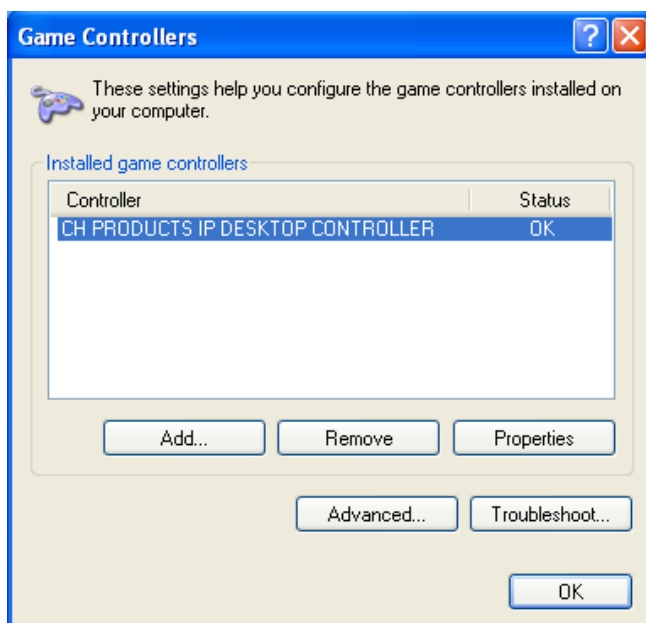 Game Controllers
These settings help you configure the game controllers installed on
your computer.
Installed game controllers
Controller Status
CH PRODUCTS IP DESKTOP CONTROLLER OK
Add... Remove Properties
Advanced... Troubleshoot...
OK